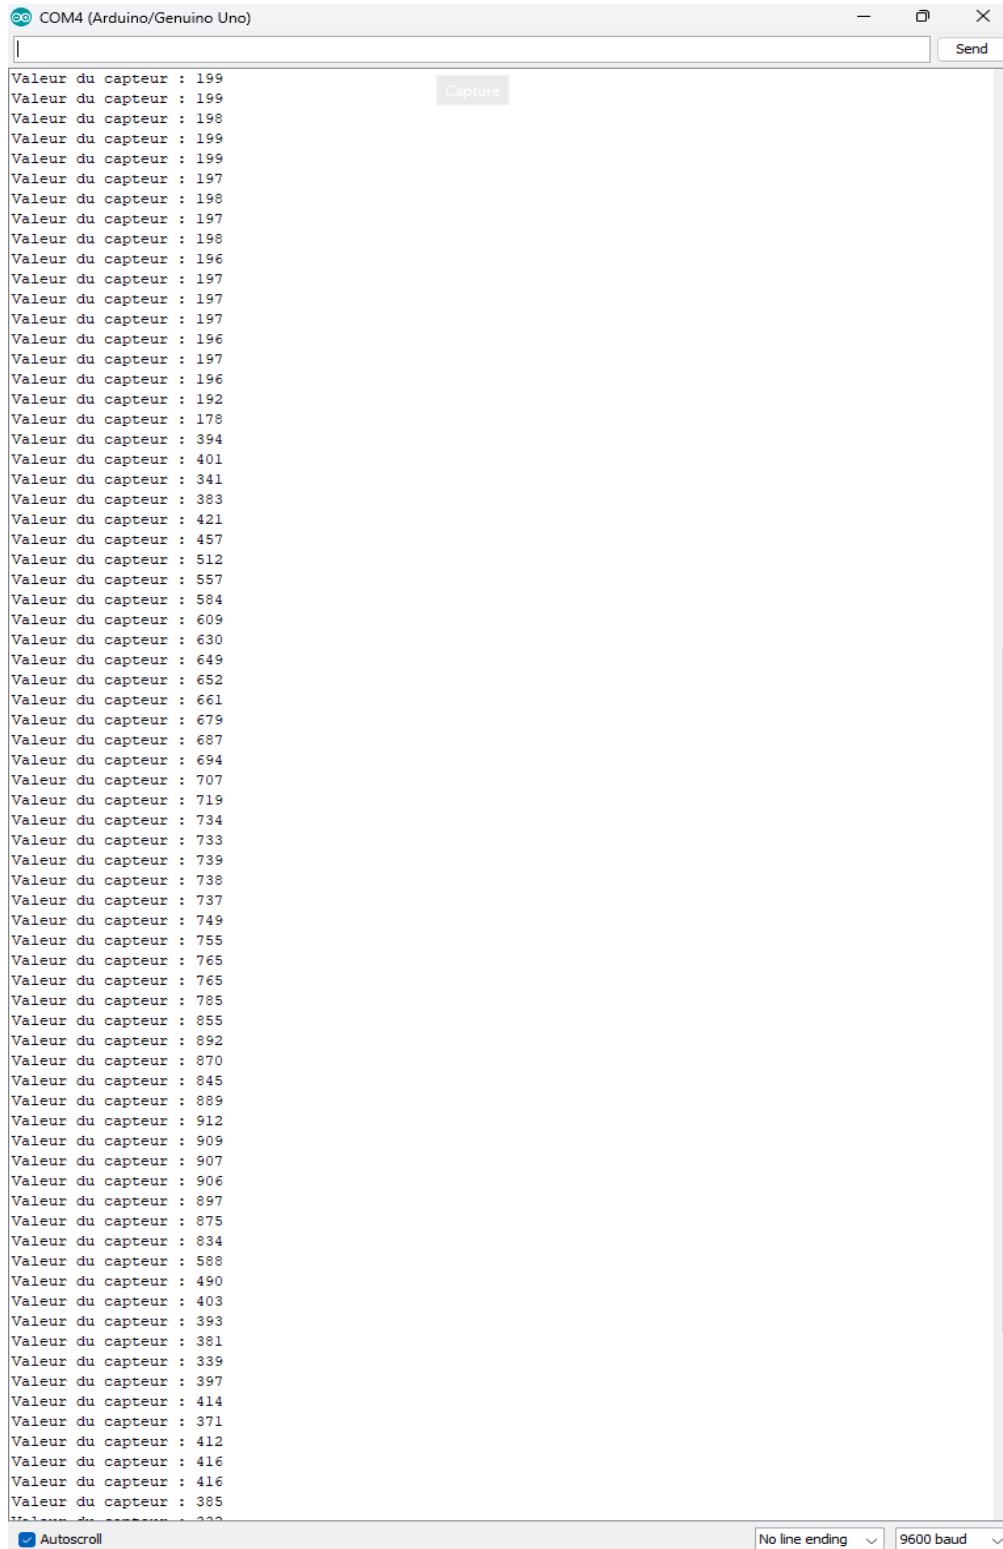 COM4 (Arduino/Genuino Uno)
Send
Capture
Valeur du capteur : 199
Valeur du capteur : 199
Valeur du capteur : 198
Valeur du capteur : 199
Valeur du capteur : 199
Valeur du capteur : 197
Valeur du capteur : 198
Valeur du capteur : 197
Valeur du capteur : 198
Valeur du capteur : 196
Valeur du capteur : 197
Valeur du capteur : 197
Valeur du capteur : 197
Valeur du capteur : 196
Valeur du capteur : 197
Valeur du capteur : 196
Valeur du capteur : 192
Valeur du capteur : 178
Valeur du capteur : 394
Valeur du capteur : 401
Valeur du capteur : 341
Valeur du capteur : 383
Valeur du capteur : 421
Valeur du capteur : 457
Valeur du capteur : 512
Valeur du capteur : 557
Valeur du capteur : 584
Valeur du capteur : 609
Valeur du capteur : 630
Valeur du capteur : 649
Valeur du capteur : 652
Valeur du capteur : 661
Valeur du capteur : 679
Valeur du capteur : 687
Valeur du capteur : 694
Valeur du capteur : 707
Valeur du capteur : 719
Valeur du capteur : 734
Valeur du capteur : 733
Valeur du capteur : 739
Valeur du capteur : 738
Valeur du capteur : 737
Valeur du capteur : 749
Valeur du capteur : 755
Valeur du capteur : 765
Valeur du capteur : 765
Valeur du capteur : 785
Valeur du capteur : 855
Valeur du capteur : 892
Valeur du capteur : 870
Valeur du capteur : 845
Valeur du capteur : 889
Valeur du capteur : 912
Valeur du capteur : 909
Valeur du capteur : 907
Valeur du capteur : 906
Valeur du capteur : 897
Valeur du capteur : 875
Valeur du capteur : 834
Valeur du capteur : 588
Valeur du capteur : 490
Valeur du capteur : 403
Valeur du capteur : 393
Valeur du capteur : 381
Valeur du capteur : 339
Valeur du capteur : 397
Valeur du capteur : 414
Valeur du capteur : 371
Valeur du capteur : 412
Valeur du capteur : 416
Valeur du capteur : 416
Valeur du capteur : 385
Autoscroll
No line ending
9600 baud